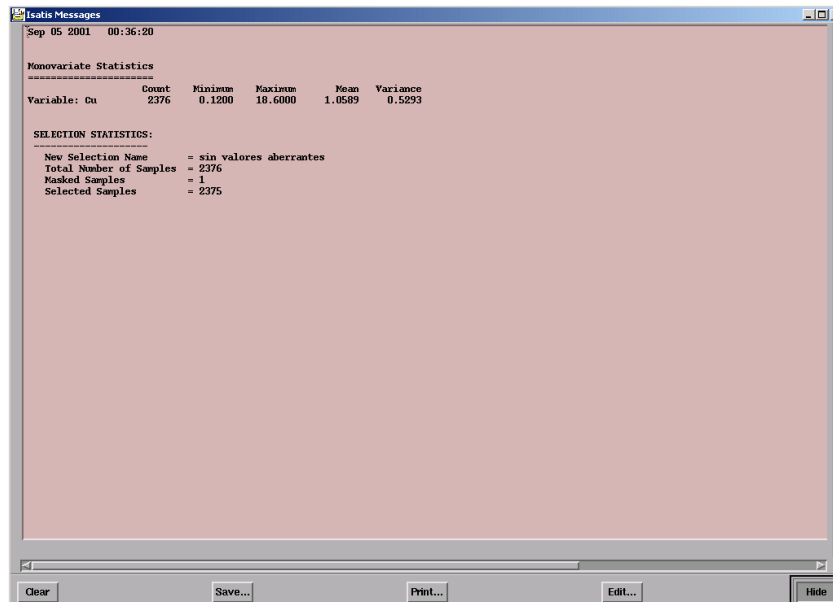 Isatis Messages
Sep 05 2001 00:36:20
Monovariate Statistics
======================
Count Minimum Maximum Mean Variance
Variable: Cu 2376 0.1200 18.6000 1.0589 0.5293
SELECTION STATISTICS:
--------------------
New Selection Name = sin valores aberrantes
Total Number of Samples = 2376
Masked Samples = 1
Selected Samples = 2375
Clear Save... Print... Edit... Hide